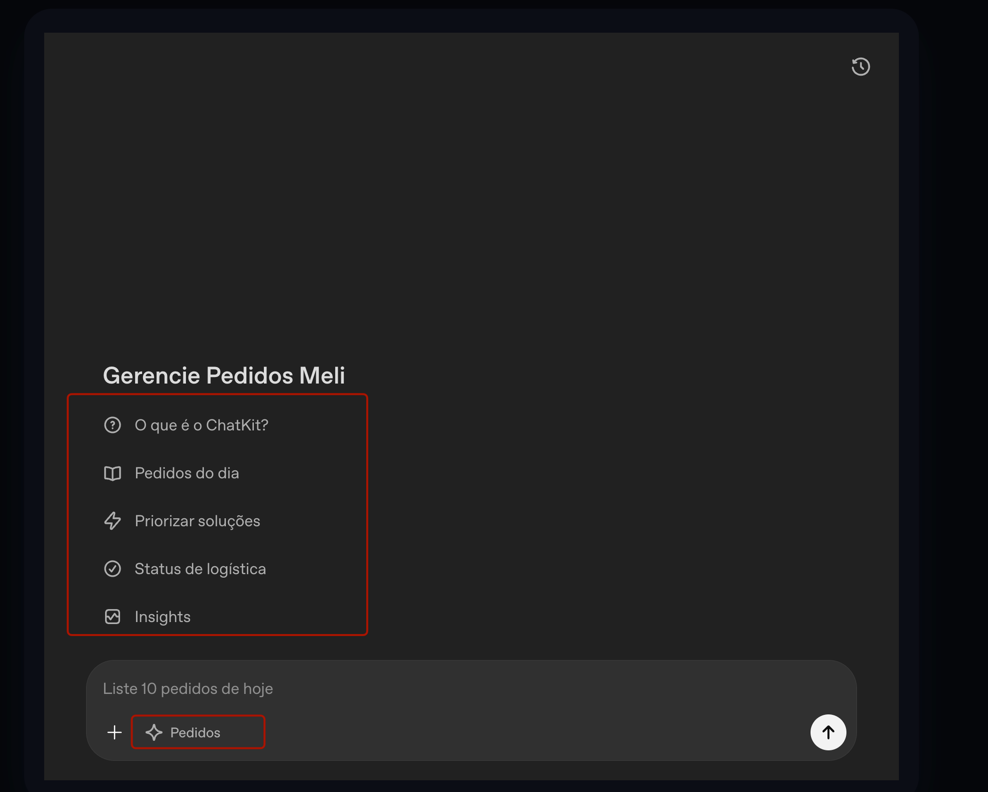 Gerencie Pedidos Meli
O que é o ChatKit?
Pedidos do dia
Priorizar soluções
Status de logística
Insights
Liste 10 pedidos de hoje
Pedidos